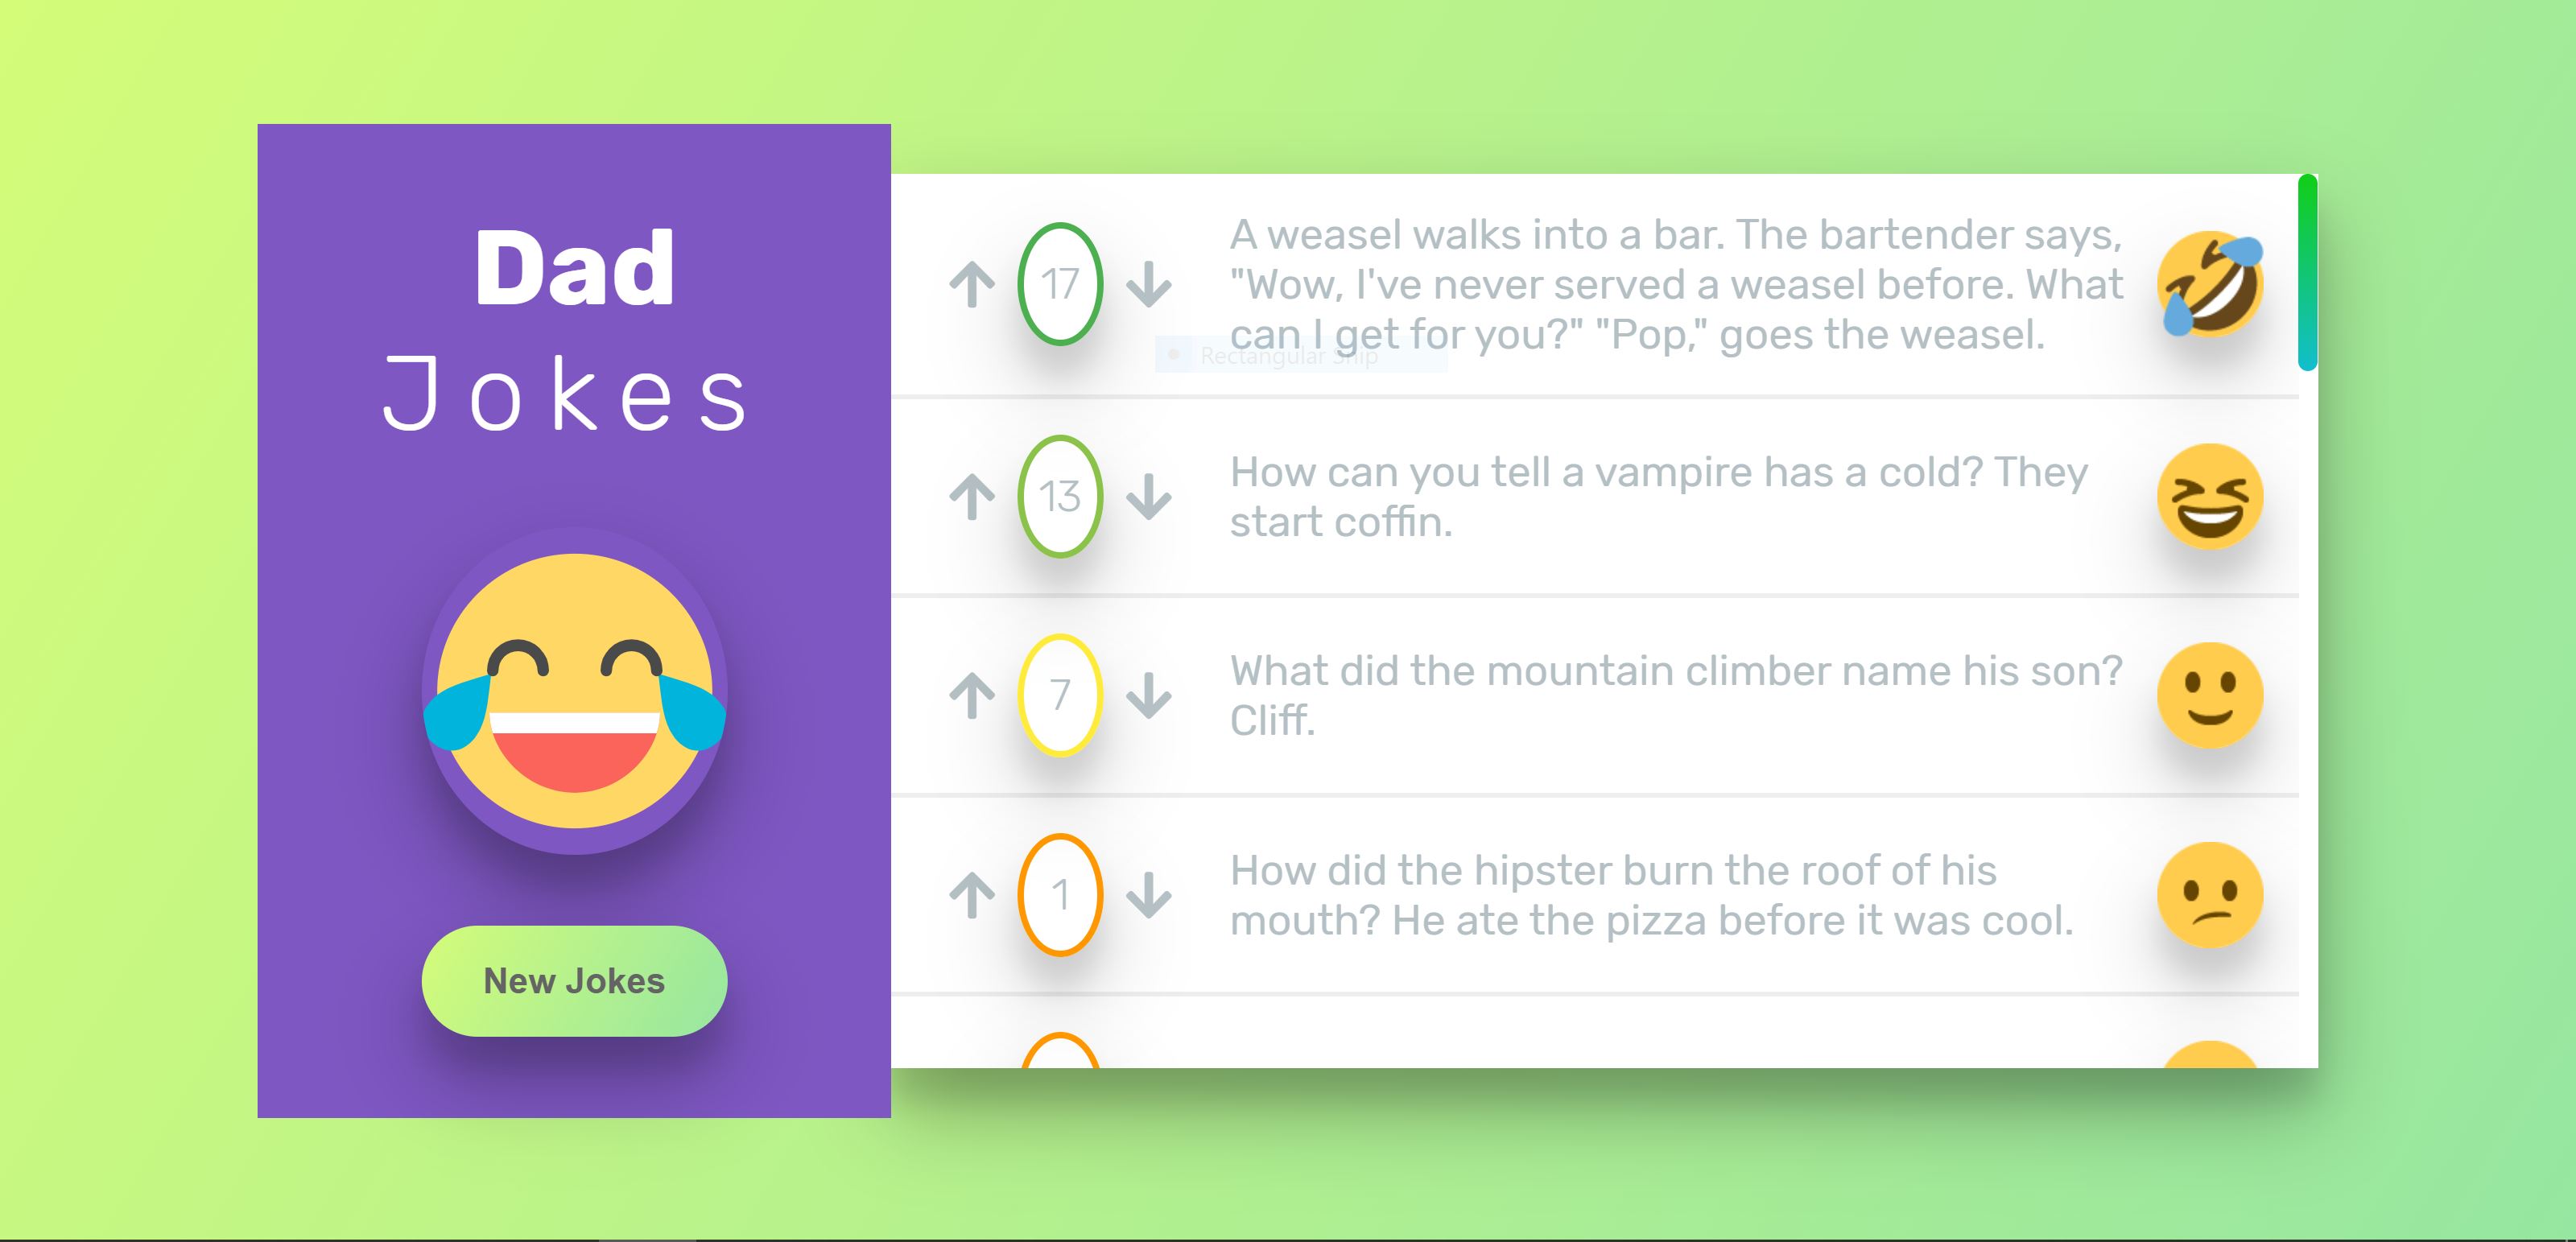 Dad
Jokes
New Jokes
17
A weasel walks into a bar. The bartender says,
"Wow, I've never served a weasel before. What
can I get for you?" "Pop," goes the weasel.
Rectangular Snip
13
How can you tell a vampire has a cold? They
start coffin.
7
What did the mountain climber name his son?
Cliff.
1
How did the hipster burn the roof of his
mouth? He ate the pizza before it was cool.